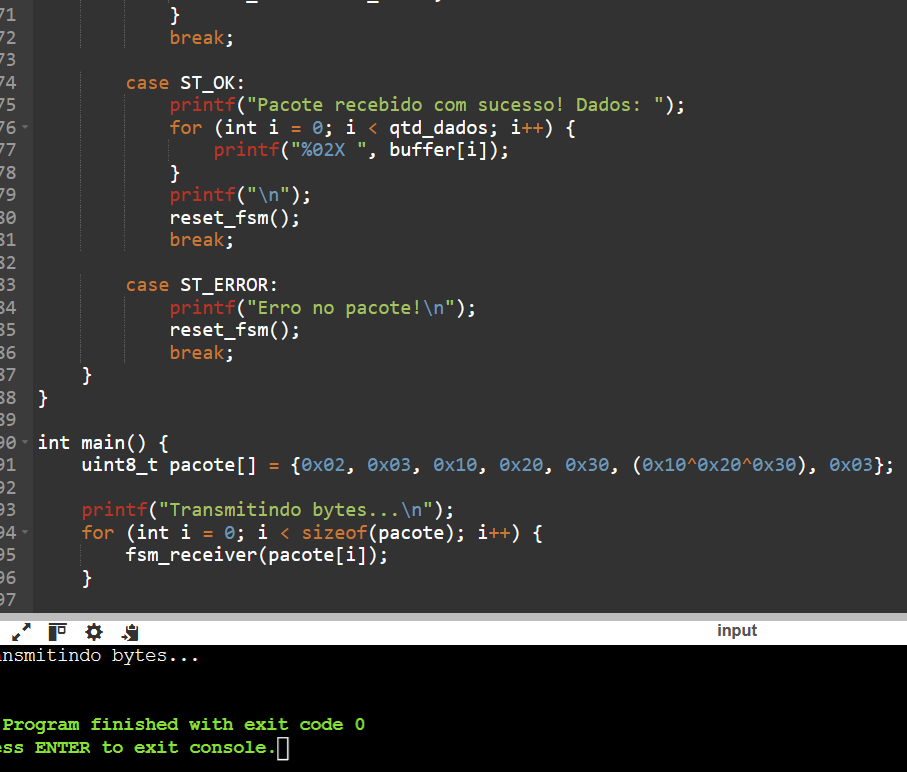 71 }
72 break;
73
74 case ST_OK:
75 printf("Pacote recebido com sucesso! Dados: ");
76 for (int i = 0; i < qtd_dados; i++) {
77 printf("%02X ", buffer[i]);
78 }
79 printf("\n");
80 reset_fsm();
81 break;
82
83 case ST_ERROR:
84 printf("Erro no pacote!\n");
85 reset_fsm();
86 break;
87 }
88 }
89
90 int main() {
91 uint8_t pacote[] = {0x02, 0x03, 0x10, 0x20, 0x30, (0x10^0x20^0x30), 0x03};
92
93 printf("Transmitindo bytes...\n");
94 for (int i = 0; i < sizeof(pacote); i++) {
95 fsm_receiver(pacote[i]);
96 }
97
input
nsmitindo bytes...
Program finished with exit code 0
ess ENTER to exit console.